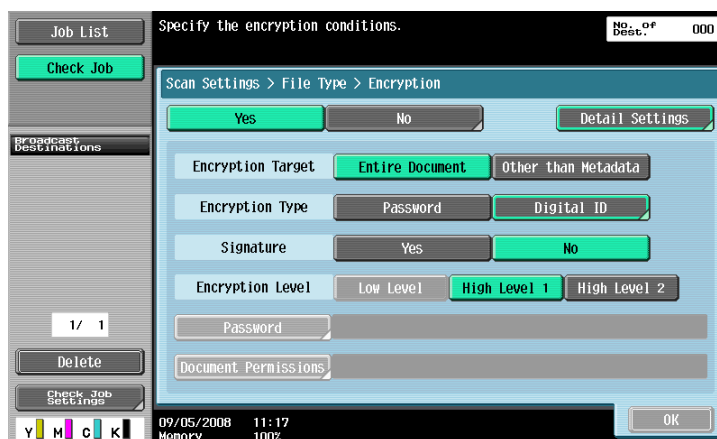 Job List
Specify the encryption conditions.
No. of
Dest.
000
Check Job
Scan Settings > File Type > Encryption
Yes
No
Detail Settings
Broadcast
Destinations
Encryption Target
Entire Document
Other than Metadata
Encryption Type
Password
Digital ID
Signature
Yes
No
Encryption Level
Low Level
High Level 1
High Level 2
1/ 1
Password
Delete
Document Permissions
Check Job
Settings
OK
Y M C K
09/05/2008 11:17
Memory 100%